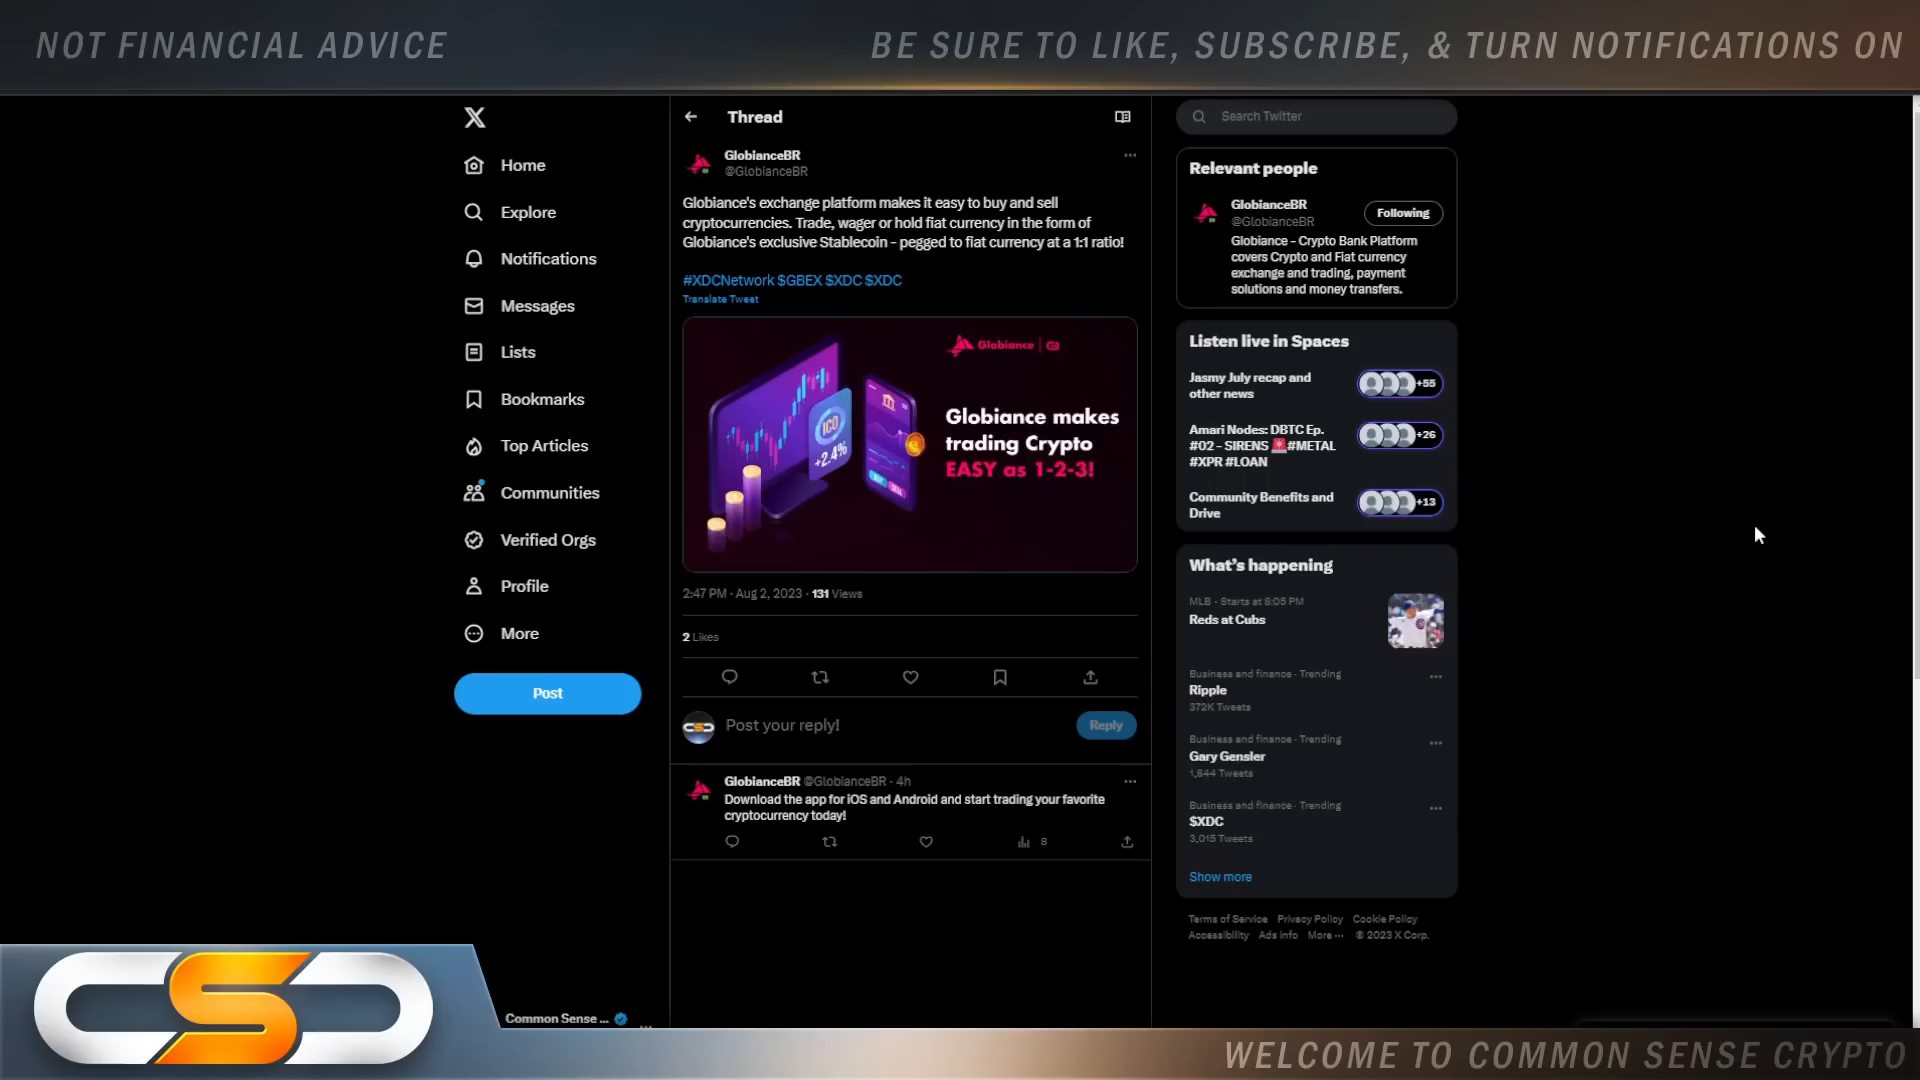 NOT FINANCIAL ADVICE
BE SURE TO LIKE, SUBSCRIBE, & TURN NOTIFICATIONS ON
X
Home
Explore
Notifications
Messages
Lists
Bookmarks
Top Articles
Communities
Verified Orgs
Profile
More
Post
Common Sense ...
Thread
GlobianceBR
@GlobianceBR
Globiance's exchange platform makes it easy to buy and sell
cryptocurrencies. Trade, wager or hold fiat currency in the form of
Globiance's exclusive Stablecoin - pegged to fiat currency at a 1:1 ratio!
#XDCNetwork $GBEX $XDC $XDC
Translate Tweet
Globiance
ICO
+2.4%
BUY
SELL
Globiance makes
trading Crypto
EASY as 1-2-3!
2:47 PM · Aug 2, 2023 · 131 Views
2 Likes
Post your reply!
Reply
GlobianceBR @GlobianceBR · 4h
Download the app for iOS and Android and start trading your favorite
cryptocurrency today!
8
Search Twitter
Relevant people
GlobianceBR
@GlobianceBR
Following
Globiance - Crypto Bank Platform
covers Crypto and Fiat currency
exchange and trading, payment
solutions and money transfers.
Listen live in Spaces
Jasmy July recap and
other news
+55
Amari Nodes: DBTC Ep.
#02 - SIRENS 🚨#METAL
#XPR #LOAN
+26
Community Benefits and
Drive
+13
What's happening
MLB · Starts at 8:05 PM
Reds at Cubs
Business and finance · Trending
Ripple
372K Tweets
Business and finance · Trending
Gary Gensler
1,644 Tweets
Business and finance · Trending
$XDC
3,015 Tweets
Show more
Terms of Service Privacy Policy Cookie Policy
Accessibility Ads info More ··· © 2023 X Corp.
CSC
WELCOME TO COMMON SENSE CRYPTO